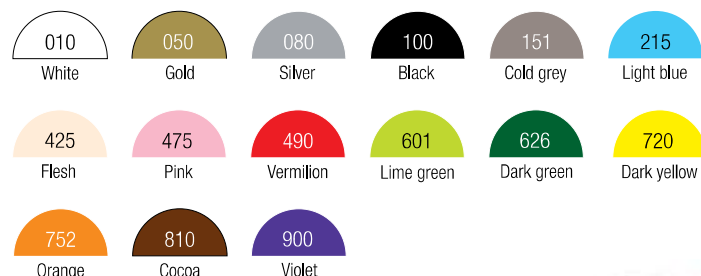 010 050 080 100 151 215
White Gold Silver Black Cold grey Light blue
425 475 490 601 626 720
Flesh Pink Vermilion Lime green Dark green Dark yellow
752 810 900
Orange Cocoa Violet